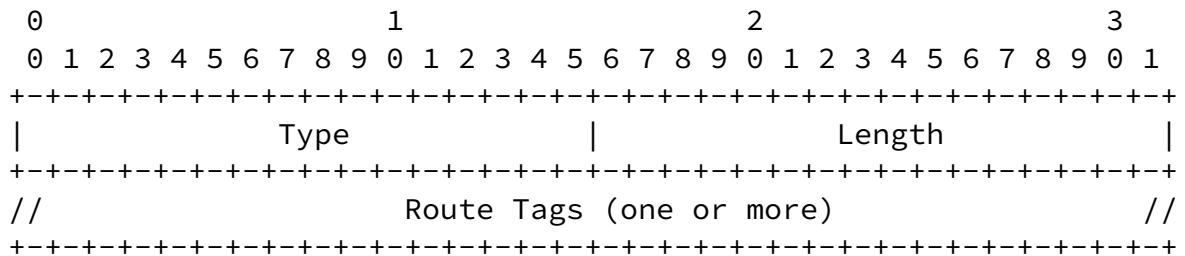 0                   1                   2                   3
 0 1 2 3 4 5 6 7 8 9 0 1 2 3 4 5 6 7 8 9 0 1 2 3 4 5 6 7 8 9 0 1
+-+-+-+-+-+-+-+-+-+-+-+-+-+-+-+-+-+-+-+-+-+-+-+-+-+-+-+-+-+-+-+-+
|              Type             |             Length            |
+-+-+-+-+-+-+-+-+-+-+-+-+-+-+-+-+-+-+-+-+-+-+-+-+-+-+-+-+-+-+-+-+
//                    Route Tags (one or more)                 //
+-+-+-+-+-+-+-+-+-+-+-+-+-+-+-+-+-+-+-+-+-+-+-+-+-+-+-+-+-+-+-+-+